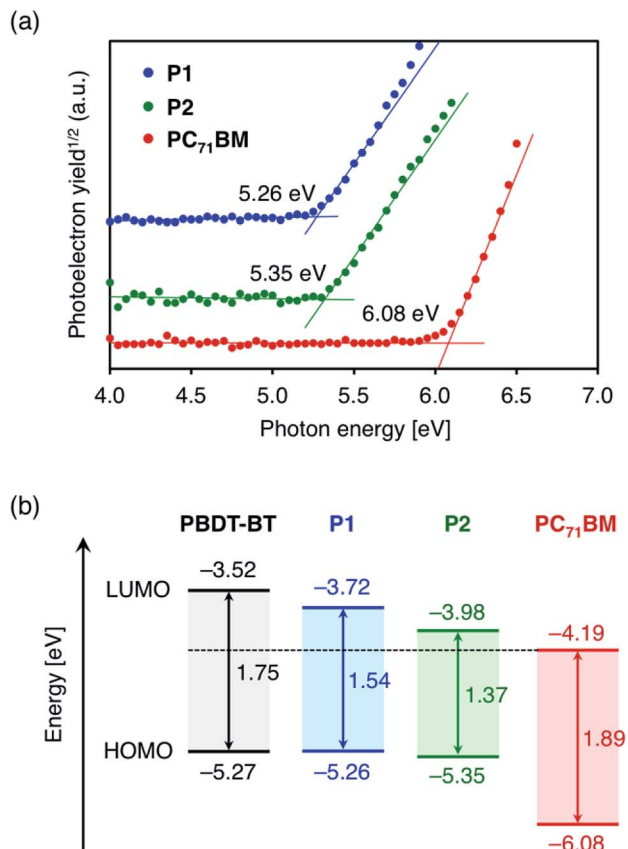 (a)
Photoelectron yield1/2 (a.u.)
P1
P2
PC71BM
5.26 eV
5.35 eV
6.08 eV
4.0 4.5 5.0 5.5 6.0 6.5 7.0
Photon energy [eV]
(b)
PBDT-BT P1 P2 PC71BM
Energy [eV]
LUMO
−3.52 −3.72 −3.98 −4.19
1.75 1.54 1.37 1.89
HOMO
−5.27 −5.26 −5.35 −6.08